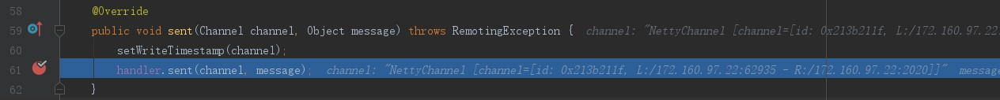 58 @Override
59 public void sent(Channel channel, Object message) throws RemotingException { channel: "NettyChannel [channel=[id: 0x213b211f, L:/172.160.97.22
60 setWriteTimestamp(channel);
61 handler.sent(channel, message); channel: "NettyChannel [channel=[id: 0x213b211f, L:/172.160.97.22:62935 - R:/172.160.97.22:2020]]" message
62 }